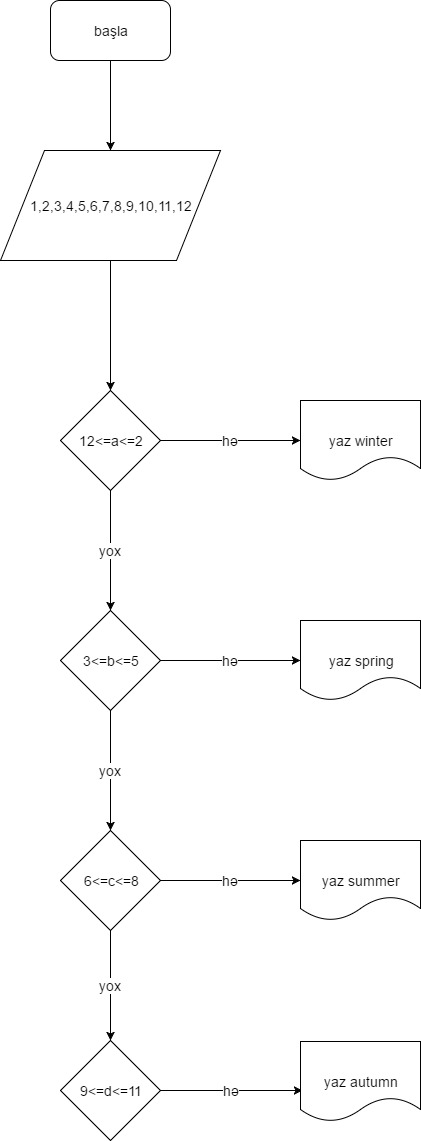 başla
1,2,3,4,5,6,7,8,9,10,11,12
12<=a<=2
hə
yaz winter
yox
3<=b<=5
hə
yaz spring
yox
6<=c<=8
hə
yaz summer
yox
9<=d<=11
hə
yaz autumn